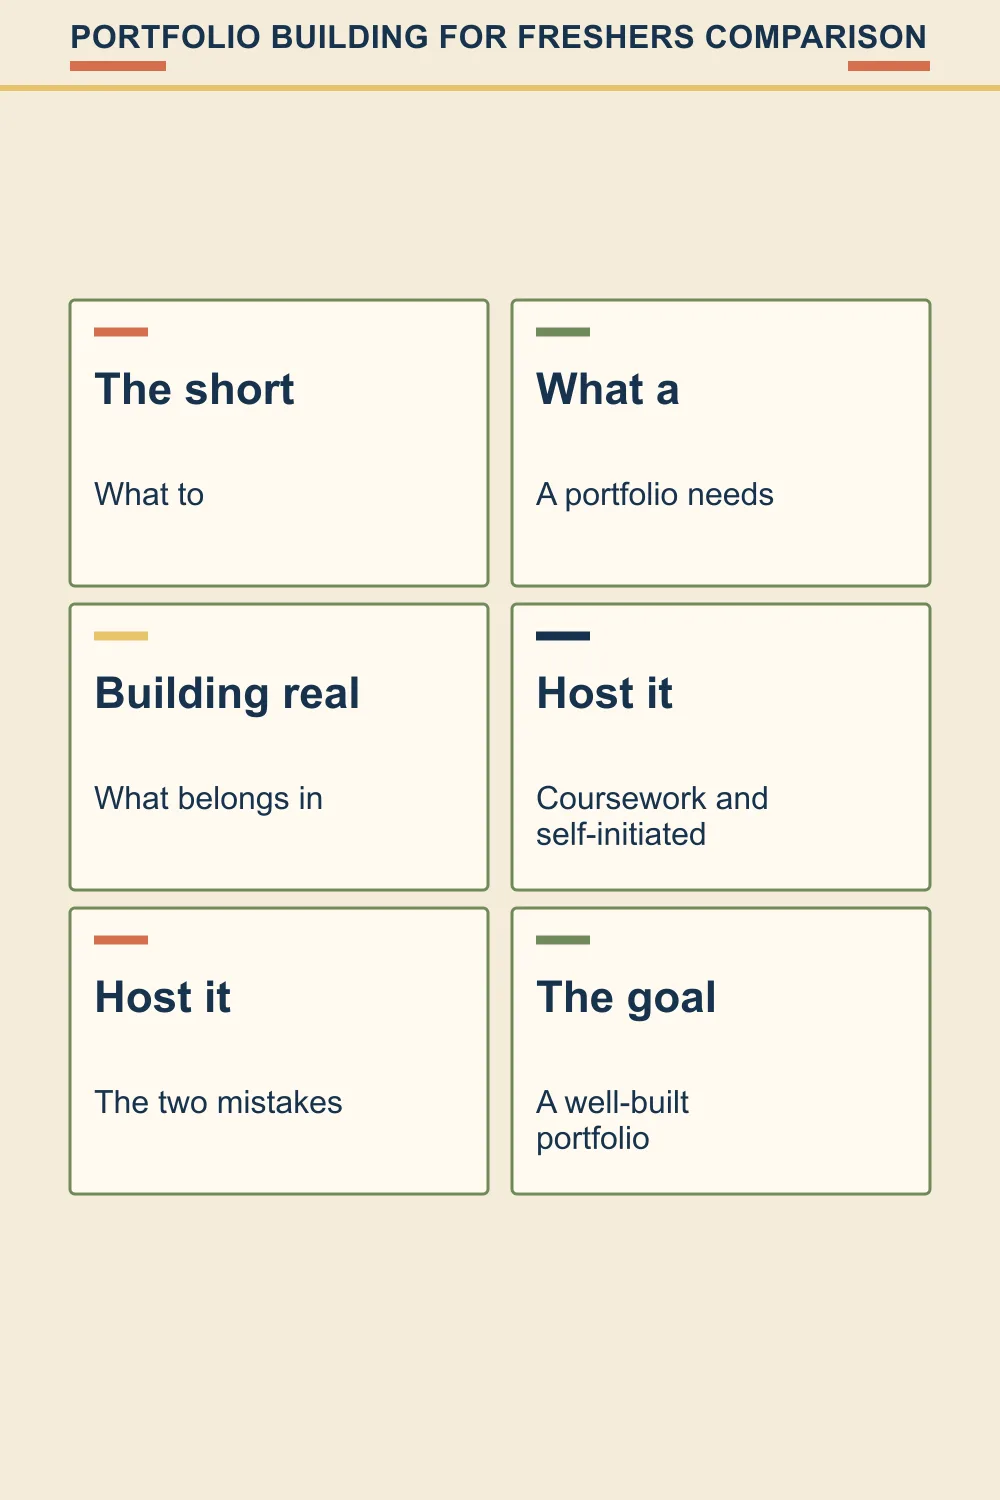 PORTFOLIO BUILDING FOR FRESHERS COMPARISON
The short
What to
What a
A portfolio needs
Building real
What belongs in
Host it
Coursework and
self-initiated
Host it
The two mistakes
The goal
A well-built
portfolio